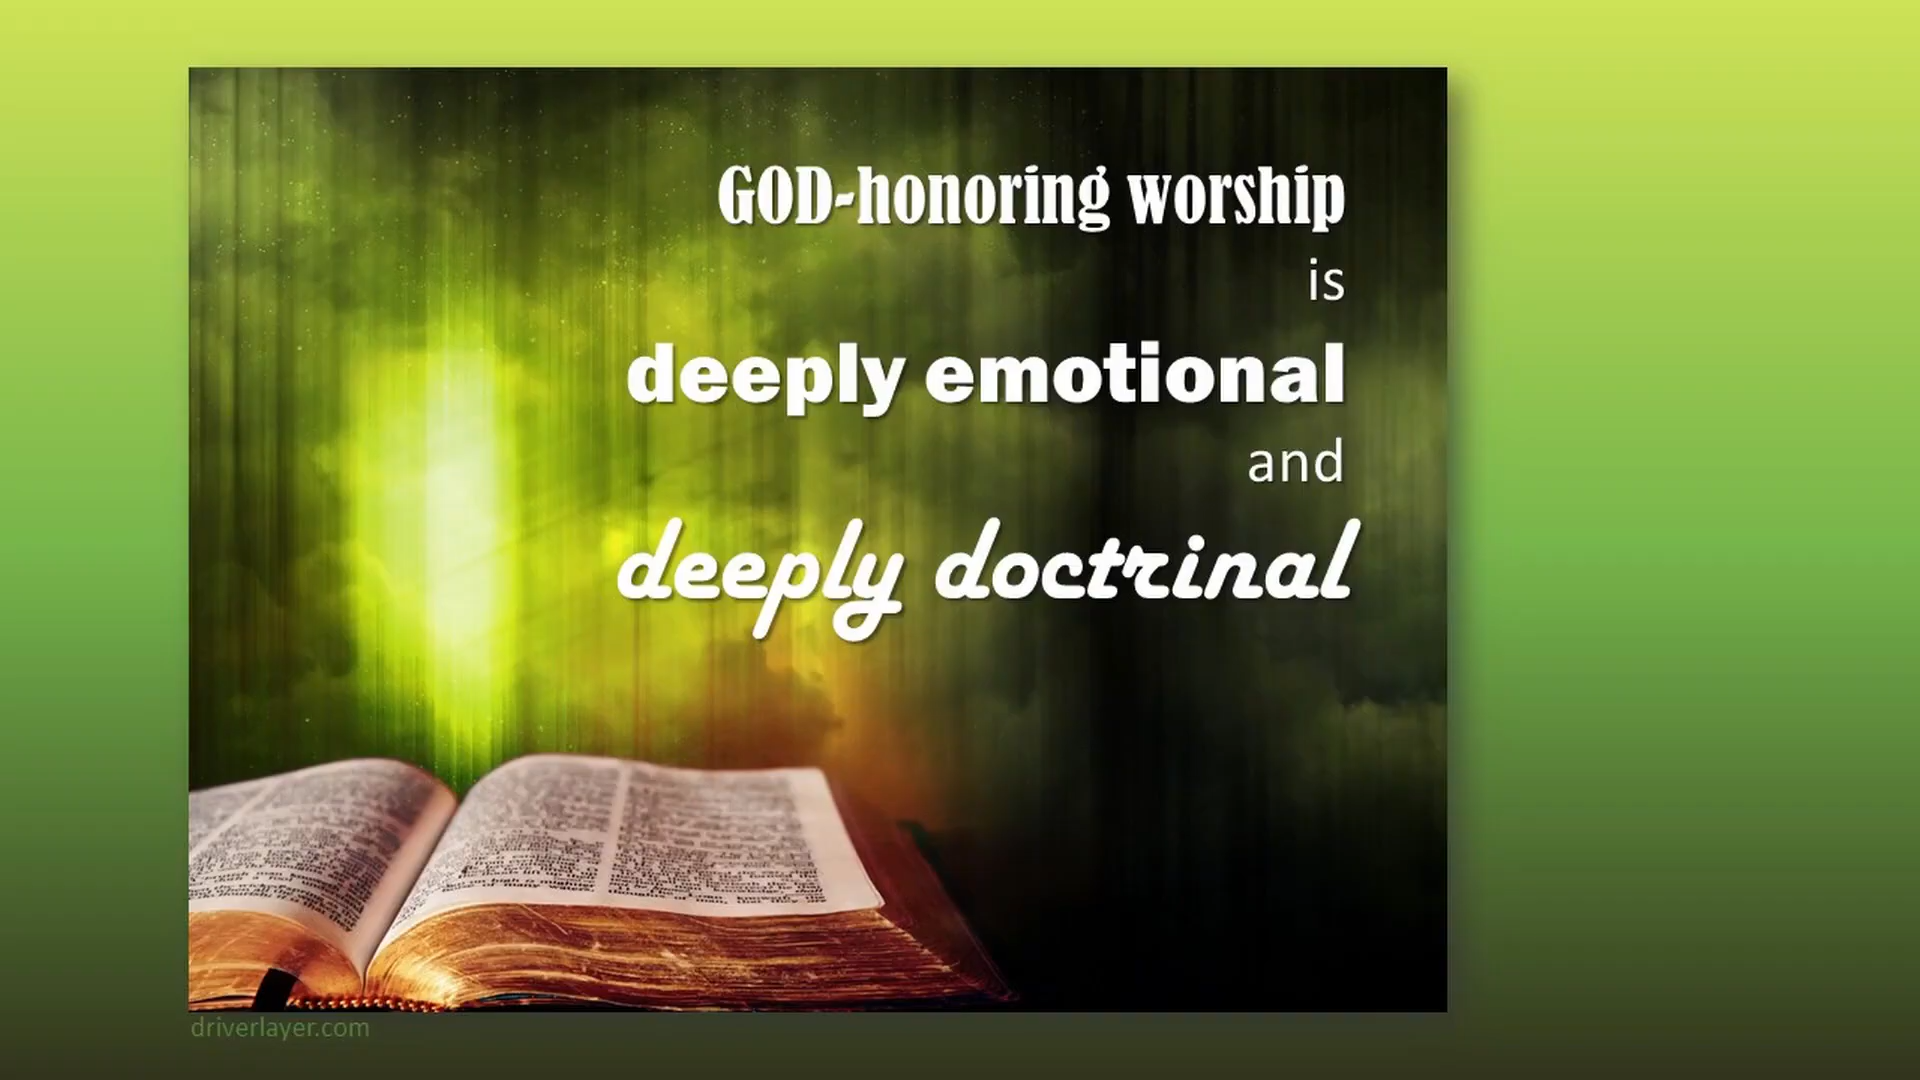 GOD-honoring worship
is
deeply emotional
and
deeply doctrinal
driverlayer.com